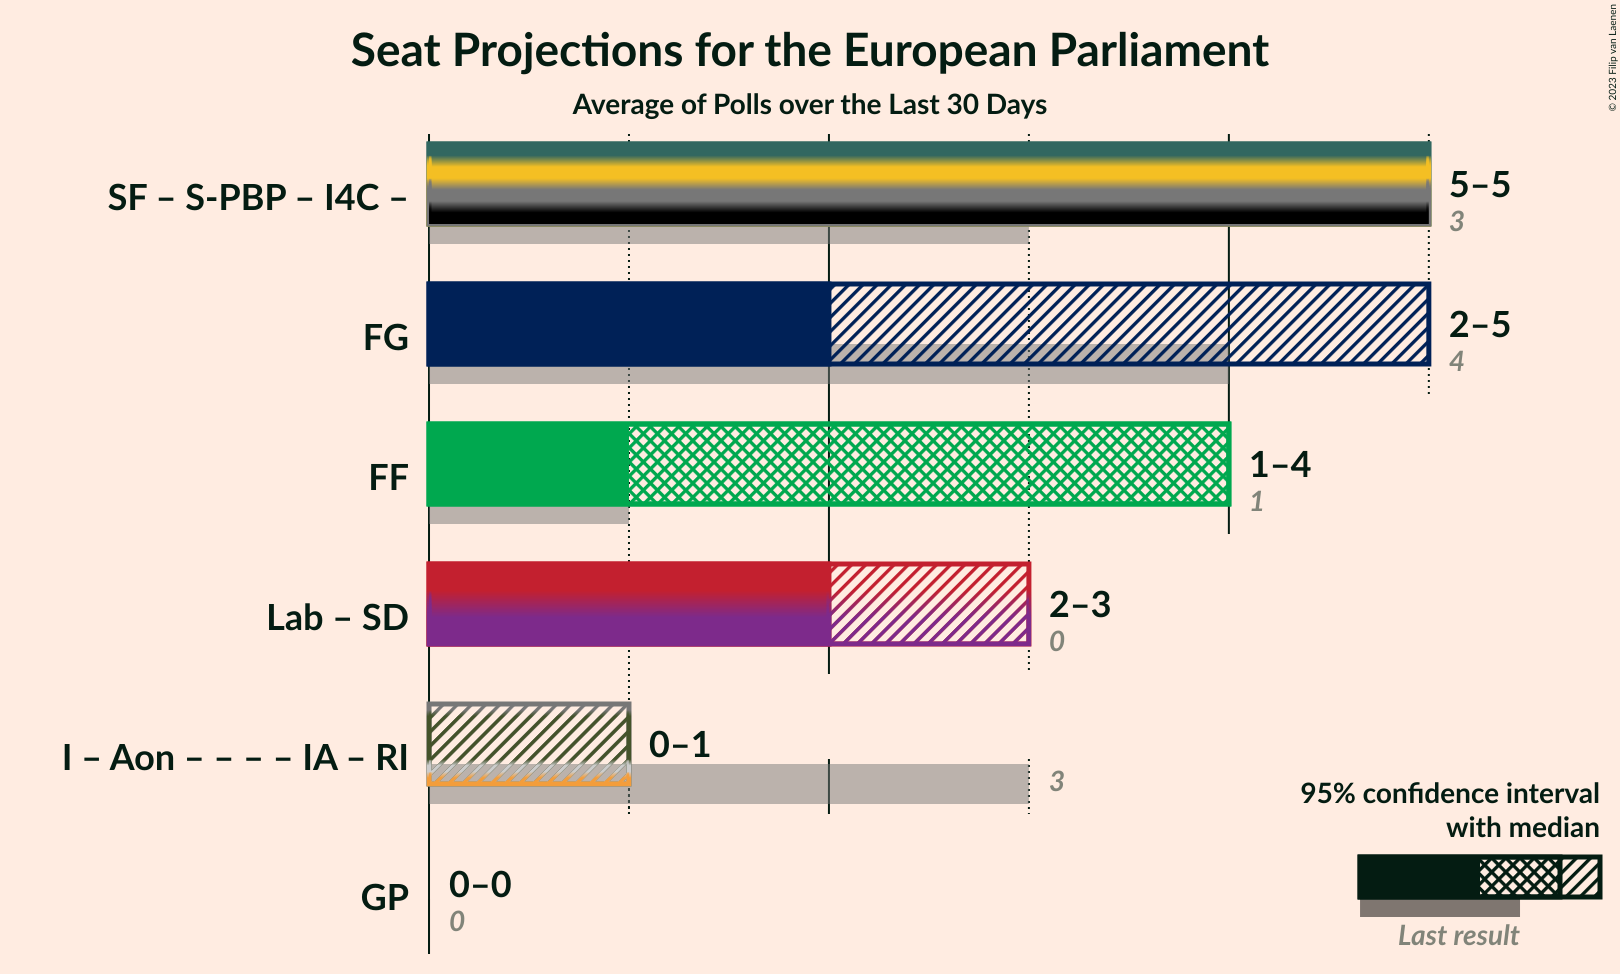 Seat Projections for the European Parliament
Average of Polls over the Last 30 Days
© 2023 Filip van Laenen
SF – S-PBP – I4C –
5–5
3
FG
2–5
4
FF
1–4
1
Lab – SD
2–3
0
I – Aon – – – – IA – RI
0–1
3
GP
0–0
0
95% confidence interval
with median
Last result